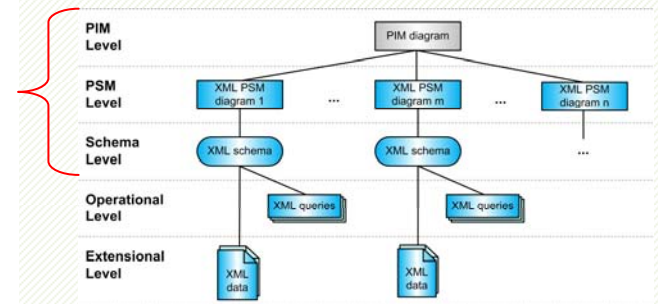 PIM
Level
PIM diagram
PSM
Level
XML PSM
diagram 1
...
XML PSM
diagram m
...
XML PSM
diagram n
Schema
Level
XML schema
XML schema
...
Operational
Level
XML queries
XML queries
Extensional
Level
XML
data
XML
data